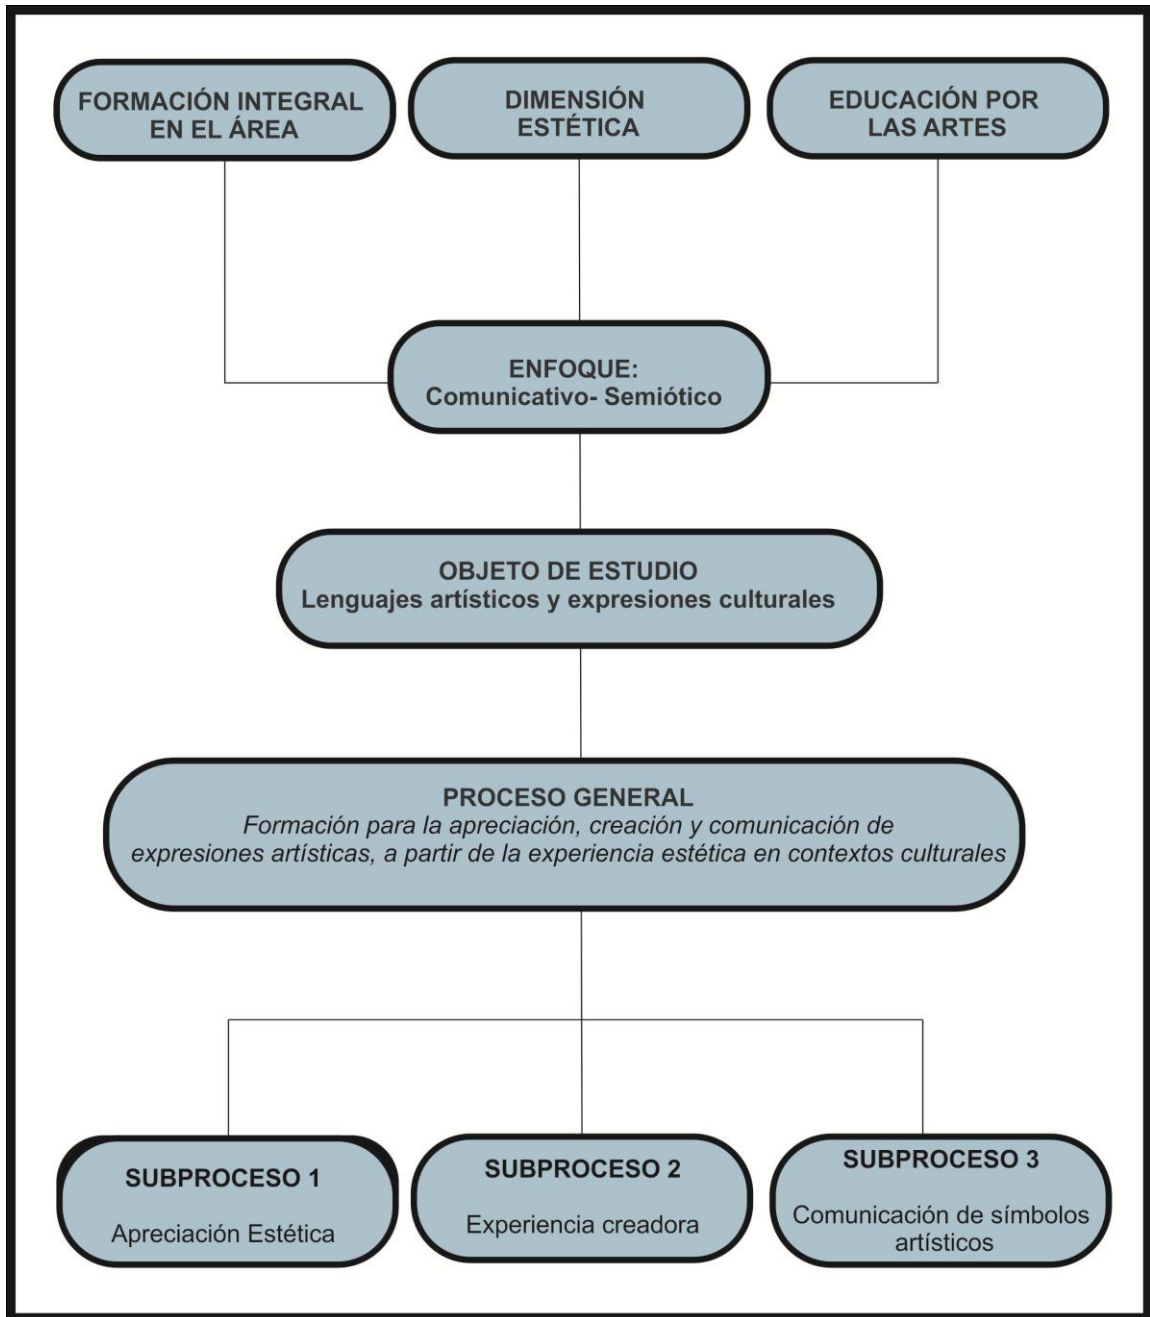 FORMACIÓN INTEGRAL
EN EL ÁREA
DIMENSIÓN
ESTÉTICA
EDUCACIÓN POR
LAS ARTES
ENFOQUE:
Comunicativo- Semiótico
OBJETO DE ESTUDIO
Lenguajes artísticos y expresiones culturales
PROCESO GENERAL
Formación para la apreciación, creación y comunicación de
expresiones artísticas, a partir de la experiencia estética en contextos culturales
SUBPROCESO 1
Apreciación Estética
SUBPROCESO 2
Experiencia creadora
SUBPROCESO 3
Comunicación de símbolos
artísticos